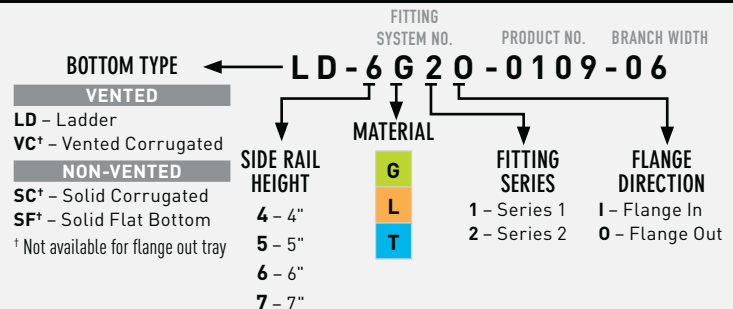 FITTING
SYSTEM NO.
PRODUCT NO.
BRANCH WIDTH
BOTTOM TYPE
LD-6G2O-0109-06
VENTED
LD – Ladder
VC† – Vented Corrugated
NON-VENTED
SC† – Solid Corrugated
SF† – Solid Flat Bottom
† Not available for flange out tray
SIDE RAIL
HEIGHT
4 – 4"
5 – 5"
6 – 6"
7 – 7"
MATERIAL
G
L
T
FITTING
SERIES
1 – Series 1
2 – Series 2
FLANGE
DIRECTION
I – Flange In
O – Flange Out